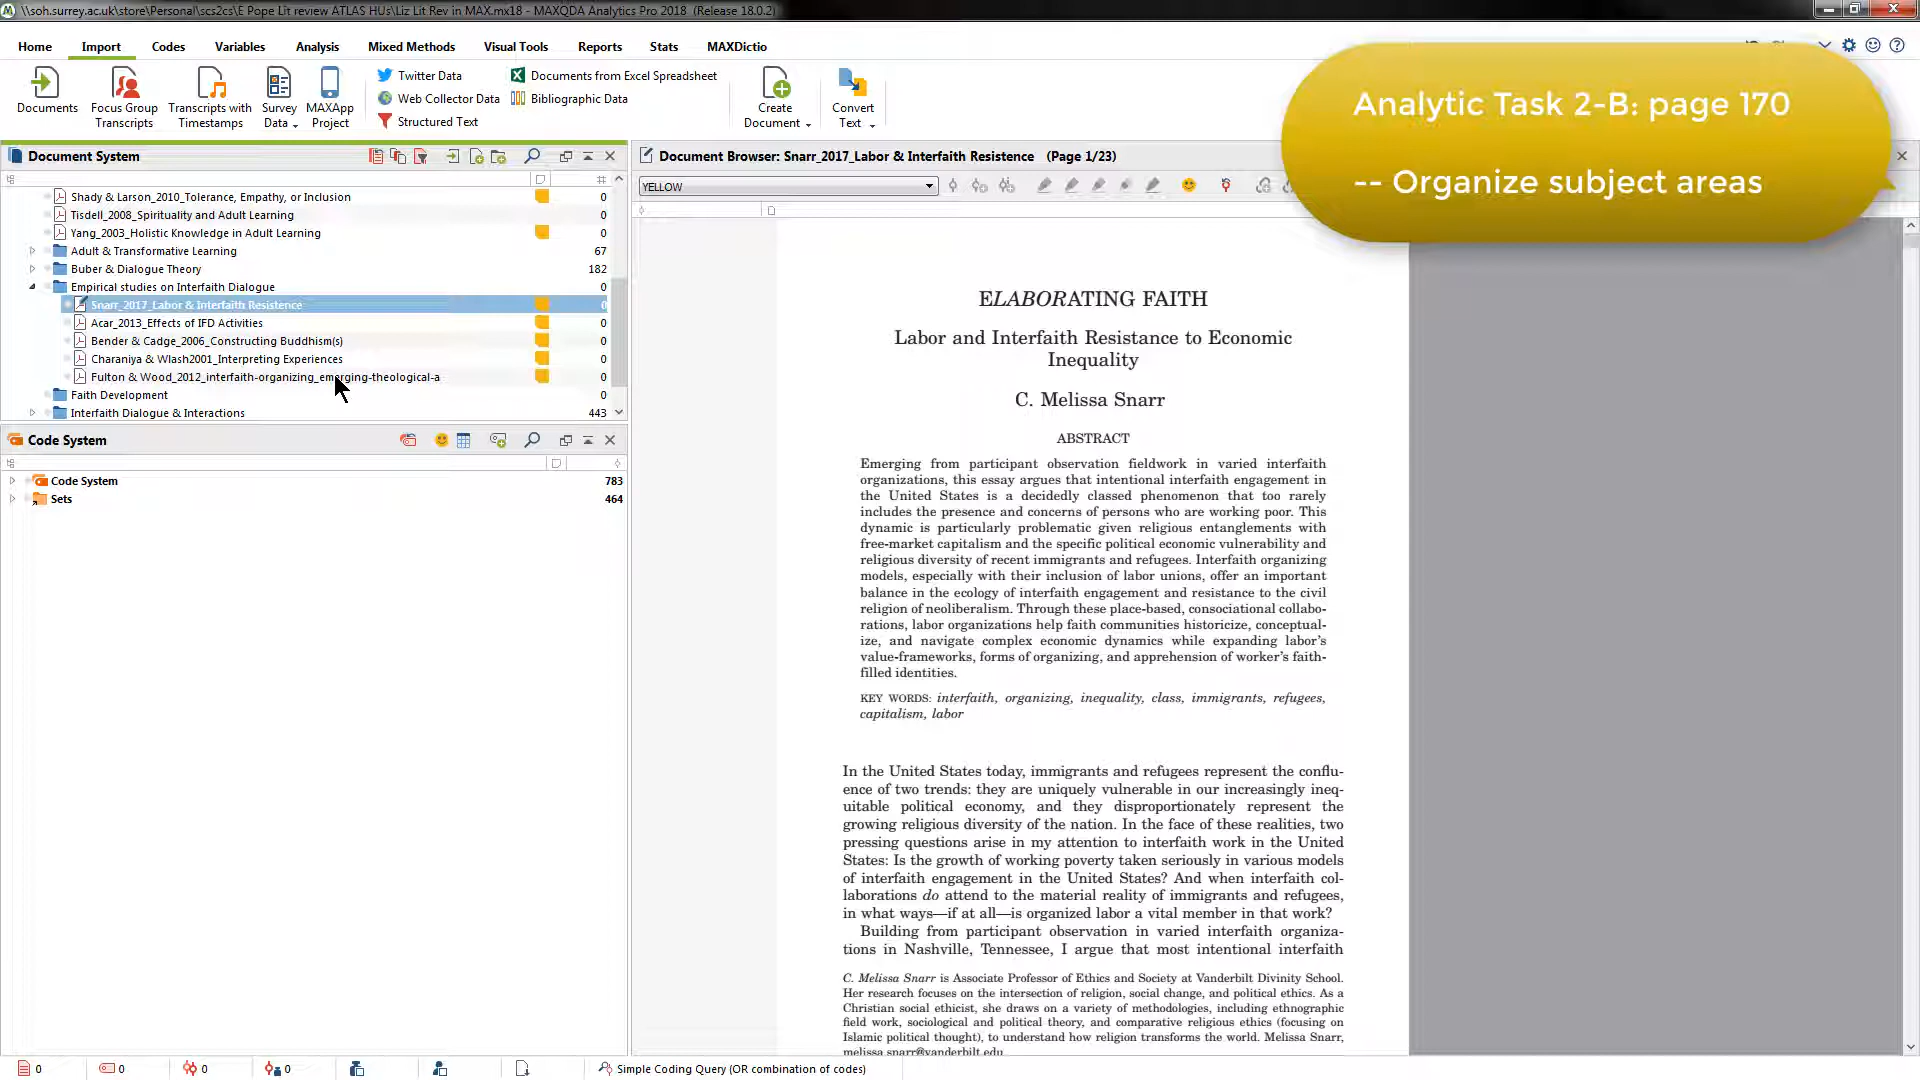 \\soh.surrey.ac.uk\store\Personal\scs2cs\E Pope Lit review ATLAS HUs\Liz Lit Rev in MAX.mx18 - MAXQDA Analytics Pro 2018 (Release 18.0.2)
Home Import Codes Variables Analysis Mixed Methods Visual Tools Reports Stats MAXDictio
Documents
Focus Group
Transcripts
Transcripts with
Timestamps
Survey
Data
MAXApp
Project
Twitter Data
Web Collector Data
Structured Text
Documents from Excel Spreadsheet
Bibliographic Data
Create
Document
Convert
Text
Analytic Task 2-B: page 170
-- Organize subject areas
Document System
Shady & Larson_2010_Tolerance, Empathy, or Inclusion 0
Tisdell_2008_Spirituality and Adult Learning 0
Yang_2003_Holistic Knowledge in Adult Learning 0
Adult & Transformative Learning 67
Buber & Dialogue Theory 182
Empirical studies on Interfaith Dialogue 0
Snarr_2017_Labor & Interfaith Resistence 0
Acar_2013_Effects of IFD Activities 0
Bender & Cadge_2006_Constructing Buddhism(s) 0
Charaniya & Wlash2001_Interpreting Experiences 0
Fulton & Wood_2012_interfaith-organizing_emerging-theological-a 0
Faith Development 0
Interfaith Dialogue & Interactions 443
Code System
Code System 783
Sets 464
Document Browser: Snarr_2017_Labor & Interfaith Resistence (Page 1/23)
YELLOW
ELABORATING FAITH
Labor and Interfaith Resistance to Economic
Inequality
C. Melissa Snarr
ABSTRACT
Emerging from participant observation fieldwork in varied interfaith
organizations, this essay argues that intentional interfaith engagement in
the United States is a decidedly classed phenomenon that too rarely
includes the presence and concerns of persons who are working poor. This
dynamic is particularly problematic given religious entanglements with
free-market capitalism and the specific political economic vulnerability and
religious diversity of recent immigrants and refugees. Interfaith organizing
models, especially with their inclusion of labor unions, offer an important
balance in the ecology of interfaith engagement and resistance to the civil
religion of neoliberalism. Through these place-based, consociational collabo-
rations, labor organizations help faith communities historicize, conceptual-
ize, and navigate complex economic dynamics while expanding labor's
value-frameworks, forms of organizing, and apprehension of worker's faith-
filled identities.
KEY WORDS: interfaith, organizing, inequality, class, immigrants, refugees,
capitalism, labor
In the United States today, immigrants and refugees represent the conflu-
ence of two trends: they are uniquely vulnerable in our increasingly ineq-
uitable political economy, and they disproportionately represent the
growing religious diversity of the nation. In the face of these realities, two
pressing questions arise in my attention to interfaith work in the United
States: Is the growth of working poverty taken seriously in various models
of interfaith engagement in the United States? And when interfaith col-
laborations do attend to the material reality of immigrants and refugees,
in what ways—if at all—is organized labor a vital member in that work?
Building from participant observation in varied interfaith organiza-
tions in Nashville, Tennessee, I argue that most intentional interfaith
C. Melissa Snarr is Associate Professor of Ethics and Society at Vanderbilt Divinity School.
Her research focuses on the intersection of religion, social change, and political ethics. As a
Christian social ethicist, she draws on a variety of methodologies, including ethnographic
field work, sociological and political theory, and comparative religious ethics (focusing on
Islamic political thought), to understand how religion transforms the world. Melissa Snarr,
melissa.snarr@vanderbilt.edu
0 0 0 0 Simple Coding Query (OR combination of codes)